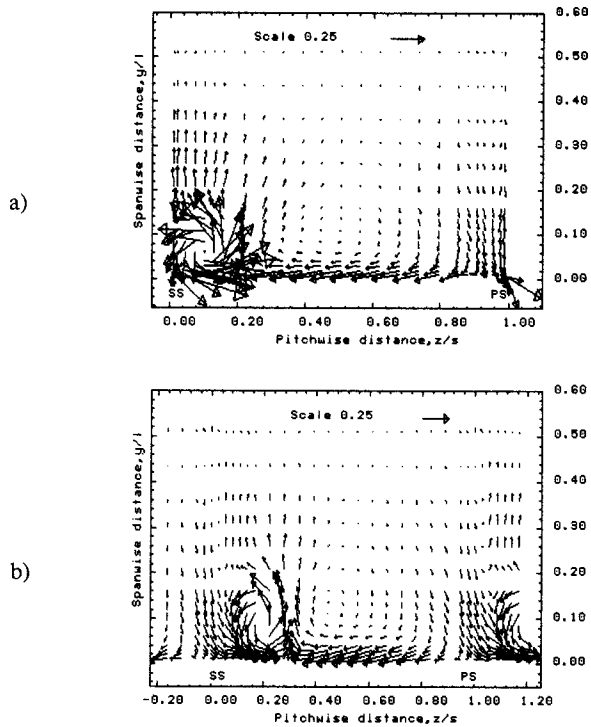 a)
Scale 0.25
Spanwise distance,y/l
0.60
0.50
0.40
0.30
0.20
0.10
0.00
SS
PS
0.00 0.20 0.40 0.60 0.80 1.00
Pitchwise distance,z/s
b)
Scale 0.25
Spanwise distance,y/l
0.60
0.50
0.40
0.30
0.20
0.10
0.00
-0.20 0.00 0.20 0.40 0.60 0.80 1.00 1.20
SS
PS
Pitchwise distance,z/s